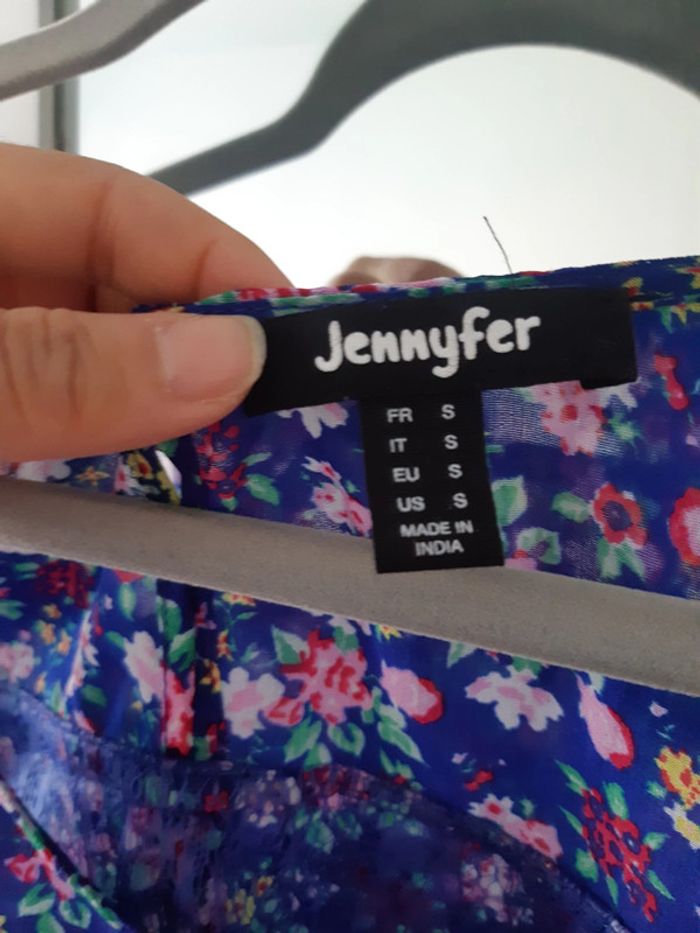 Jennyfer
FR S
IT S
EU S
US S
MADE IN
INDIA